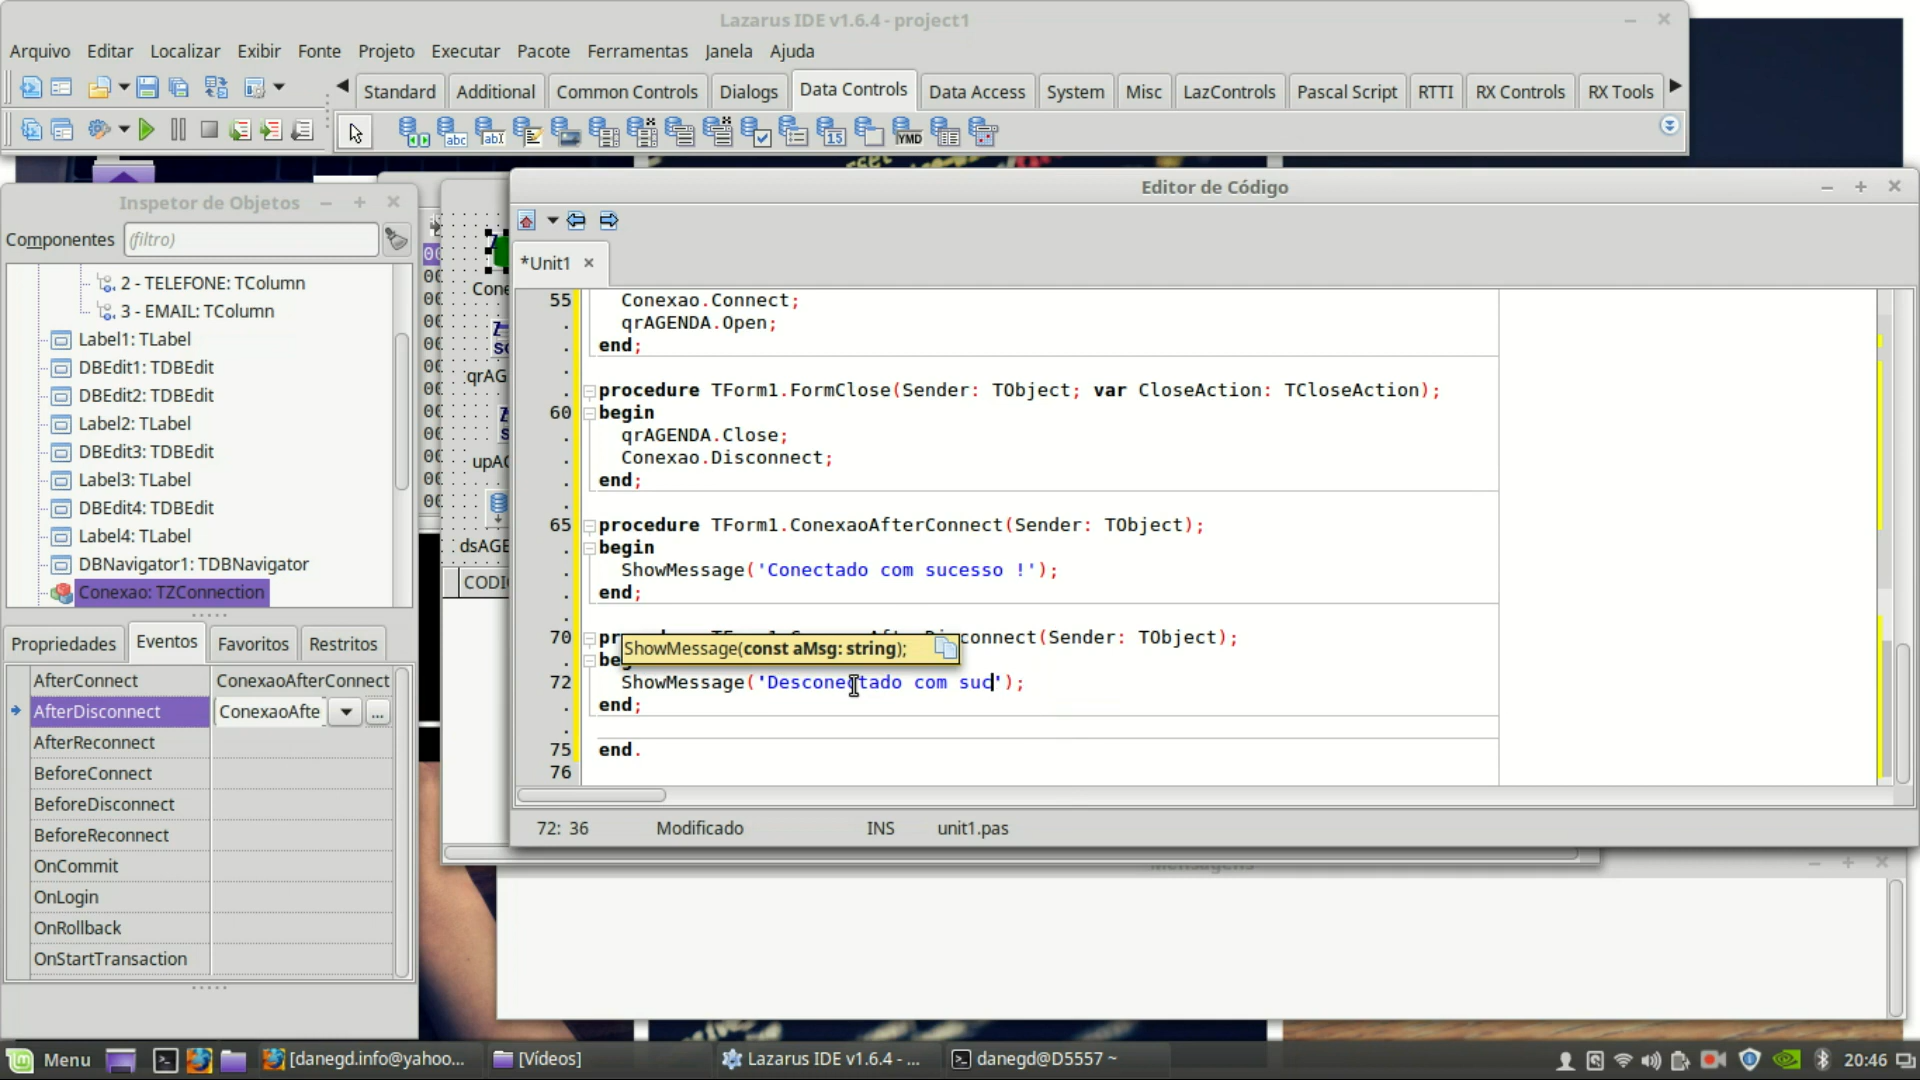 Lazarus IDE v1.6.4 - project1
Arquivo Editar Localizar Exibir Fonte Projeto Executar Pacote Ferramentas Janela Ajuda
Standard Additional Common Controls Dialogs Data Controls Data Access System Misc LazControls Pascal Script RTTI RX Controls RX Tools
Inspetor de Objetos
Componentes (filtro)
2 - TELEFONE: TColumn
3 - EMAIL: TColumn
Label1: TLabel
DBEdit1: TDBEdit
DBEdit2: TDBEdit
Label2: TLabel
DBEdit3: TDBEdit
Label3: TLabel
DBEdit4: TDBEdit
Label4: TLabel
DBNavigator1: TDBNavigator
Conexao: TZConnection
Propriedades Eventos Favoritos Restritos
AfterConnect ConexaoAfterConnect
AfterDisconnect ConexaoAfte ...
AfterReconnect
BeforeConnect
BeforeDisconnect
BeforeReconnect
OnCommit
OnLogin
OnRollback
OnStartTransaction
Cone
qrAG
upAG
dsAGE
CODI
Editor de Código
*Unit1
55 Conexao.Connect;
. qrAGENDA.Open;
. end;
.
. procedure TForm1.FormClose(Sender: TObject; var CloseAction: TCloseAction);
60 begin
. qrAGENDA.Close;
. Conexao.Disconnect;
. end;
.
65 procedure TForm1.ConexaoAfterConnect(Sender: TObject);
. begin
. ShowMessage('Conectado com sucesso !');
. end;
.
70 pr connect(Sender: TObject);
ShowMessage(const aMsg: string);
. be
72 ShowMessage('Desconectado com suc');
. end;
.
75 end.
76
72: 36 Modificado INS unit1.pas
Menu [danegd.info@yahoo... [Vídeos] Lazarus IDE v1.6.4 - ... danegd@D5557 ~ 20:46